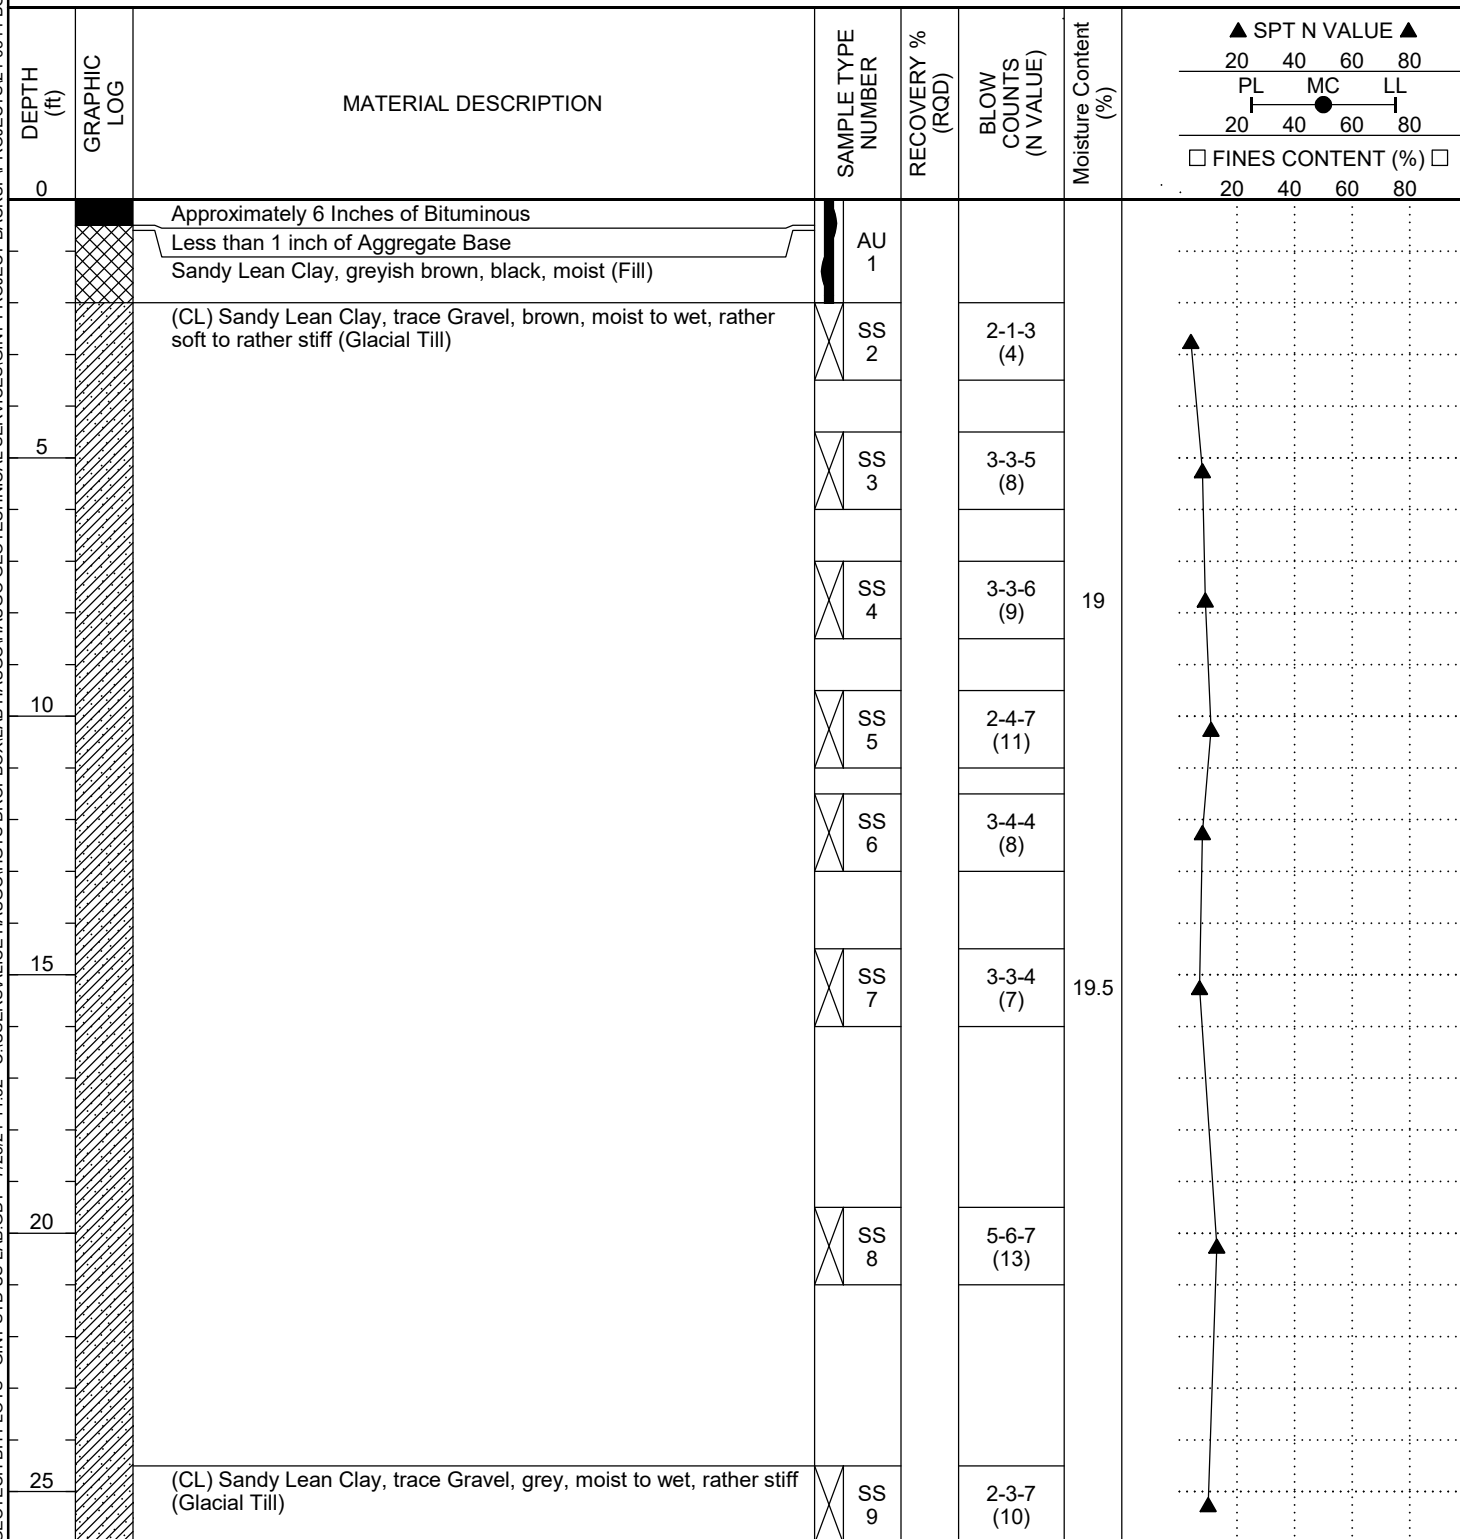 DEPTH
(ft)
GRAPHIC
LOG
MATERIAL DESCRIPTION
SAMPLE TYPE
NUMBER
RECOVERY %
(RQD)
BLOW
COUNTS
(N VALUE)
Moisture Content
(%)
▲ SPT N VALUE ▲
20 40 60 80
PL MC LL
20 40 60 80
□ FINES CONTENT (%) □
20 40 60 80
0
Approximately 6 Inches of Bituminous
Less than 1 inch of Aggregate Base
Sandy Lean Clay, greyish brown, black, moist (Fill)
AU
1
(CL) Sandy Lean Clay, trace Gravel, brown, moist to wet, rather
soft to rather stiff (Glacial Till)
SS
2
2-1-3
(4)
5
SS
3
3-3-5
(8)
SS
4
3-3-6
(9)
19
10
SS
5
2-4-7
(11)
SS
6
3-4-4
(8)
15
SS
7
3-3-4
(7)
19.5
20
SS
8
5-6-7
(13)
25
(CL) Sandy Lean Clay, trace Gravel, grey, moist to wet, rather stiff
(Glacial Till)
SS
9
2-3-7
(10)